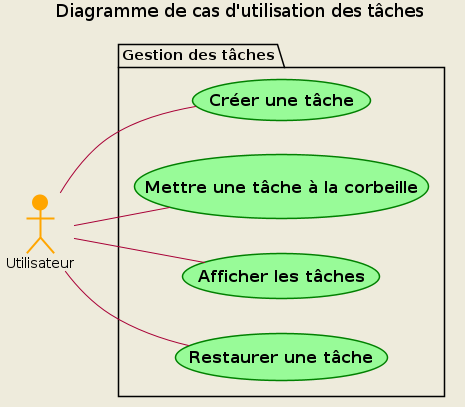 Diagramme de cas d'utilisation des tâches
Gestion des tâches
Créer une tâche
Mettre une tâche à la corbeille
Utilisateur
Afficher les tâches
Restaurer une tâche